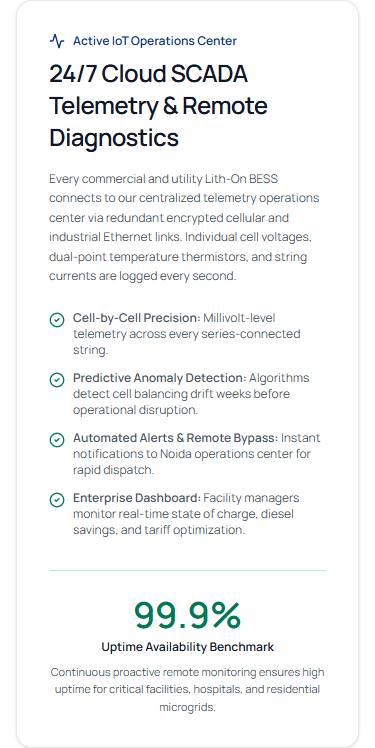 Active IoT Operations Center
24/7 Cloud SCADA
Telemetry & Remote
Diagnostics
Every commercial and utility Lith-On BESS
connects to our centralized telemetry operations
center via redundant encrypted cellular and
industrial Ethernet links. Individual cell voltages,
dual-point temperature thermistors, and string
currents are logged every second.
Cell-by-Cell Precision: Millivolt-level
telemetry across every series-connected
string.
Predictive Anomaly Detection: Algorithms
detect cell balancing drift weeks before
operational disruption.
Automated Alerts & Remote Bypass: Instant
notifications to Noida operations center for
rapid dispatch.
Enterprise Dashboard: Facility managers
monitor real-time state of charge, diesel
savings, and tariff optimization.
99.9%
Uptime Availability Benchmark
Continuous proactive remote monitoring ensures high
uptime for critical facilities, hospitals, and residential
microgrids.